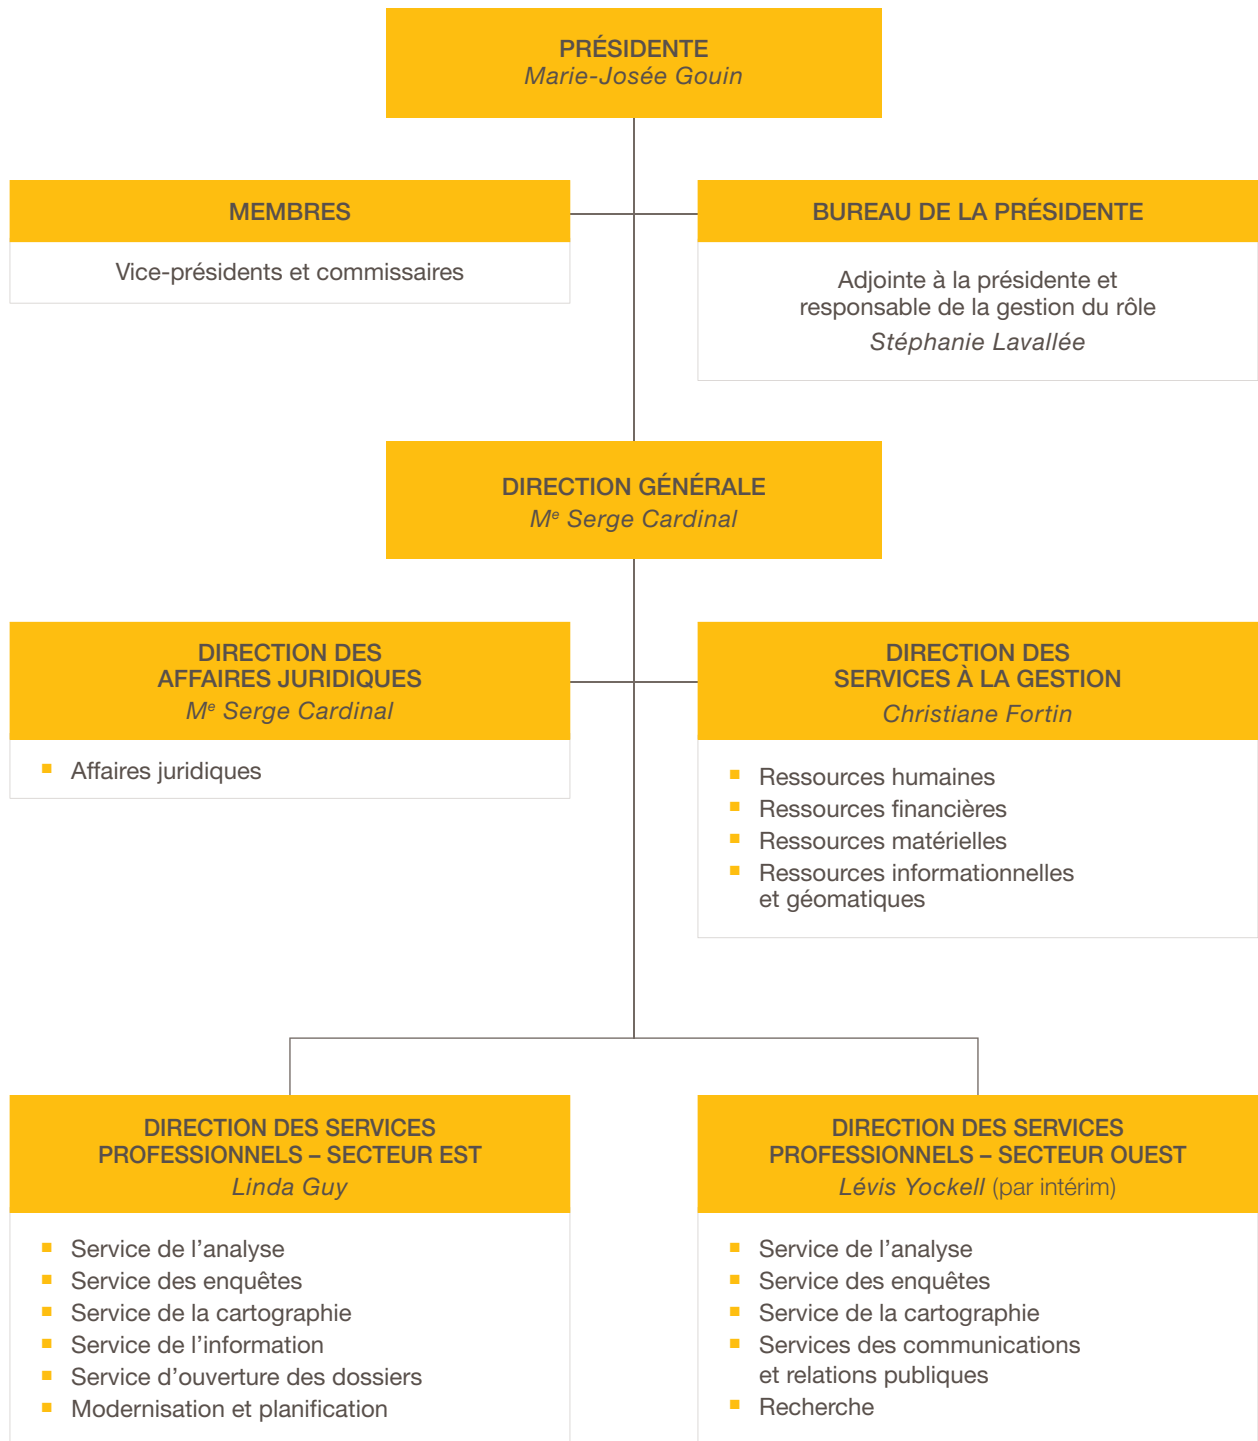 PRÉSIDENTE
Marie-Josée Gouin
MEMBRES
Vice-présidents et commissaires
BUREAU DE LA PRÉSIDENTE
Adjointe à la présidente et
responsable de la gestion du rôle
Stéphanie Lavallée
DIRECTION GÉNÉRALE
Me Serge Cardinal
DIRECTION DES
AFFAIRES JURIDIQUES
Me Serge Cardinal
Affaires juridiques
DIRECTION DES
SERVICES À LA GESTION
Christiane Fortin
Ressources humaines
Ressources financières
Ressources matérielles
Ressources informationnelles
et géomatiques
DIRECTION DES SERVICES
PROFESSIONNELS – SECTEUR EST
Linda Guy
Service de l’analyse
Service des enquêtes
Service de la cartographie
Service de l’information
Service d’ouverture des dossiers
Modernisation et planification
DIRECTION DES SERVICES
PROFESSIONNELS – SECTEUR OUEST
Lévis Yockell (par intérim)
Service de l’analyse
Service des enquêtes
Service de la cartographie
Services des communications
et relations publiques
Recherche